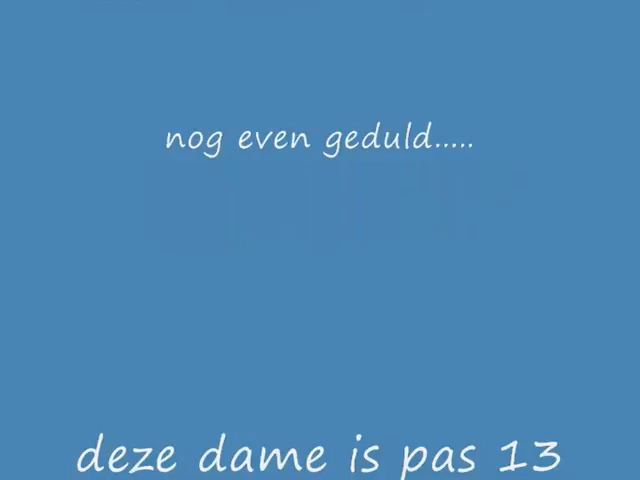 nog even geduld.....
deze dame is pas 13